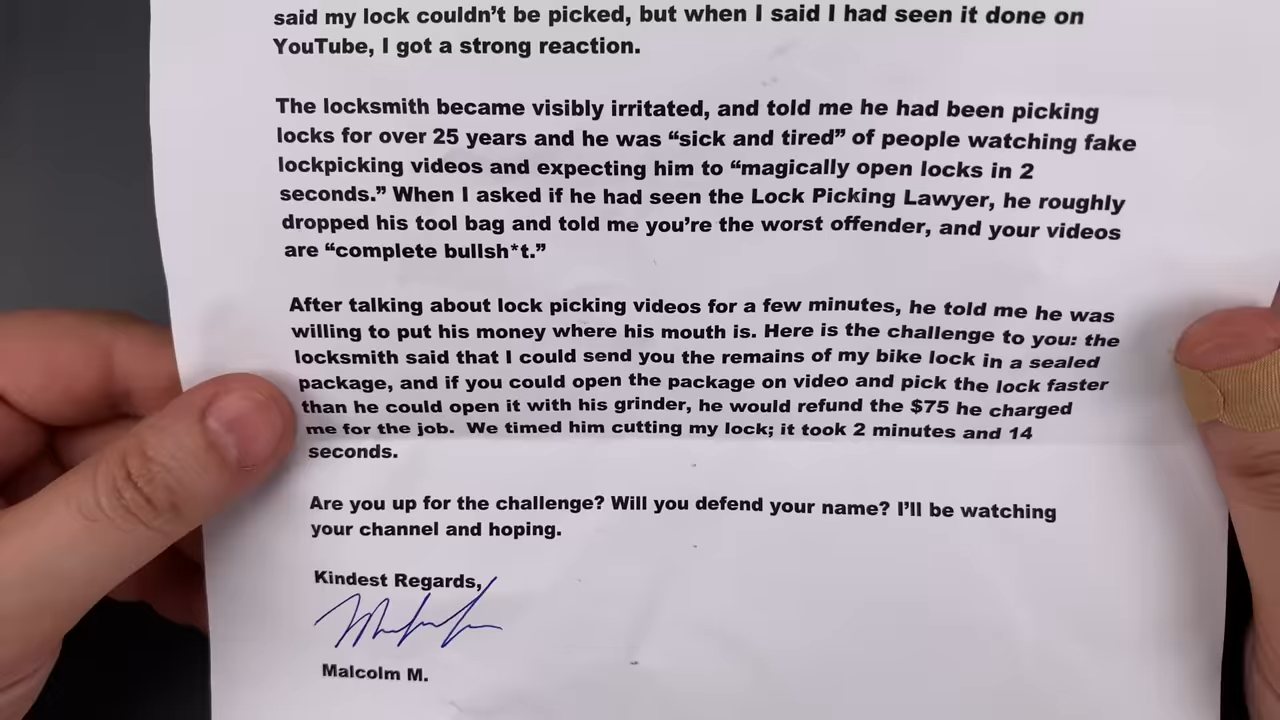 said my lock couldn’t be picked, but when I said I had seen it done on
YouTube, I got a strong reaction.
The locksmith became visibly irritated, and told me he had been picking
locks for over 25 years and he was “sick and tired” of people watching fake
lockpicking videos and expecting him to “magically open locks in 2
seconds.” When I asked if he had seen the Lock Picking Lawyer, he roughly
dropped his tool bag and told me you’re the worst offender, and your videos
are “complete bullsh*t.”
After talking about lock picking videos for a few minutes, he told me he was
willing to put his money where his mouth is. Here is the challenge to you: the
locksmith said that I could send you the remains of my bike lock in a sealed
package, and if you could open the package on video and pick the lock faster
than he could open it with his grinder, he would refund the $75 he charged
me for the job.  We timed him cutting my lock; it took 2 minutes and 14
seconds.
Are you up for the challenge? Will you defend your name? I’ll be watching
your channel and hoping.
Kindest Regards,
Malcolm M.